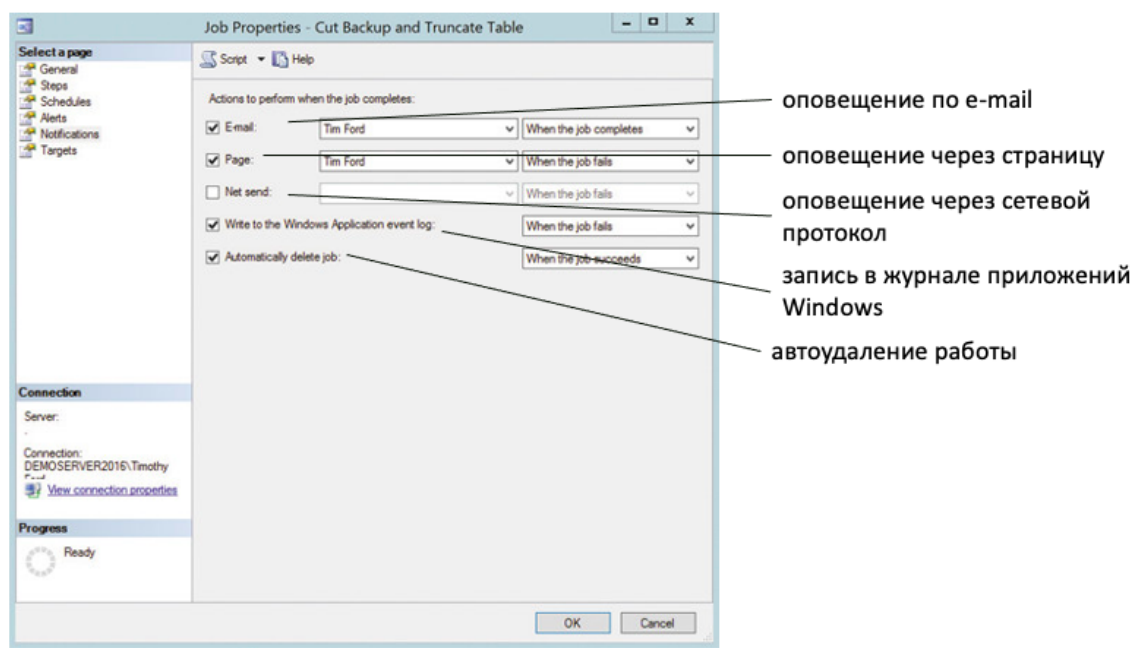 Job Properties - Cut Backup and Truncate Table
Select a page
General
Steps
Schedules
Alerts
Notifications
Targets
Script
Help
Actions to perform when the job completes:
E-mail: Tim Ford When the job completes
Page: Tim Ford When the job fails
Net send: When the job fails
Write to the Windows Application event log: When the job fails
Automatically delete job: When the job succeeds
Connection
Server:
.
Connection:
DEMOSERVER2016\Timothy
View connection properties
Progress
Ready
OK Cancel
оповещение по e-mail
оповещение через страницу
оповещение через сетевой
протокол
запись в журнале приложений
Windows
автоудаление работы